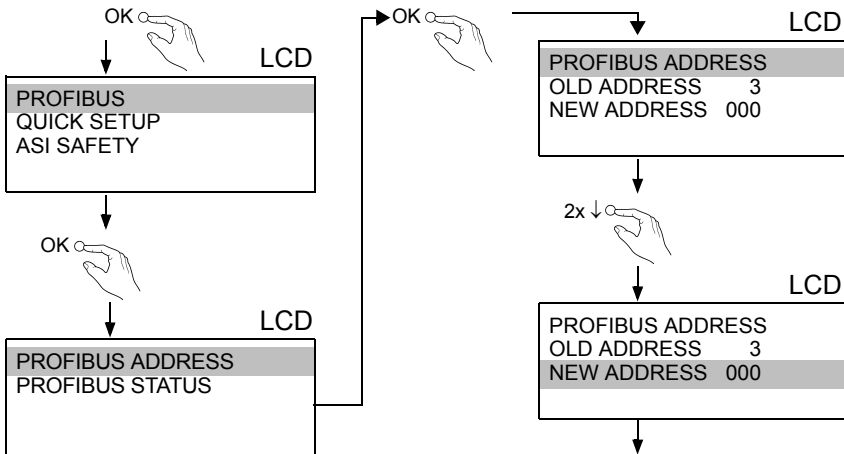 OK
LCD
PROFIBUS
QUICK SETUP
ASI SAFETY
OK
LCD
PROFIBUS ADDRESS
PROFIBUS STATUS
OK
LCD
PROFIBUS ADDRESS
OLD ADDRESS 3
NEW ADDRESS 000
2x ↓
LCD
PROFIBUS ADDRESS
OLD ADDRESS 3
NEW ADDRESS 000